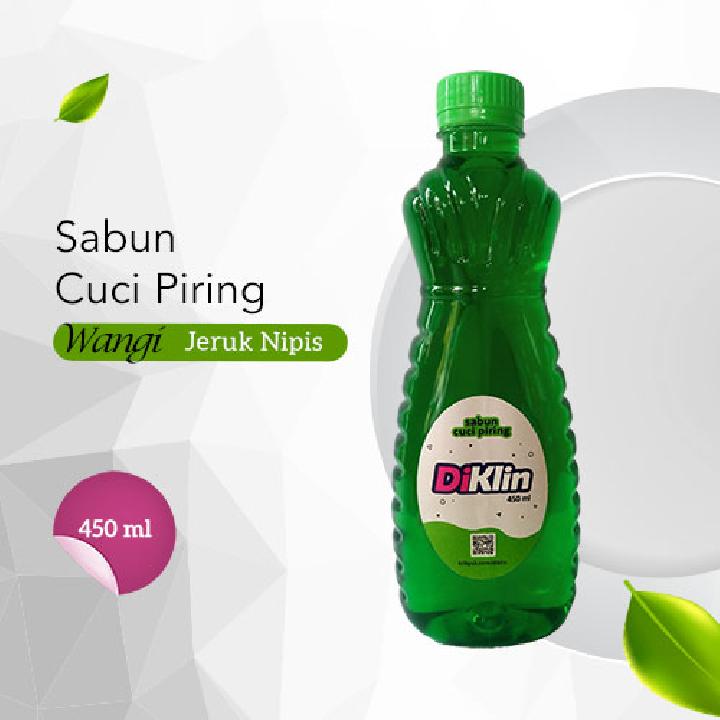 Sabun
Cuci Piring
Wangi Jeruk Nipis
450 ml
sabun
cuci piring
DiKlin
450 ml